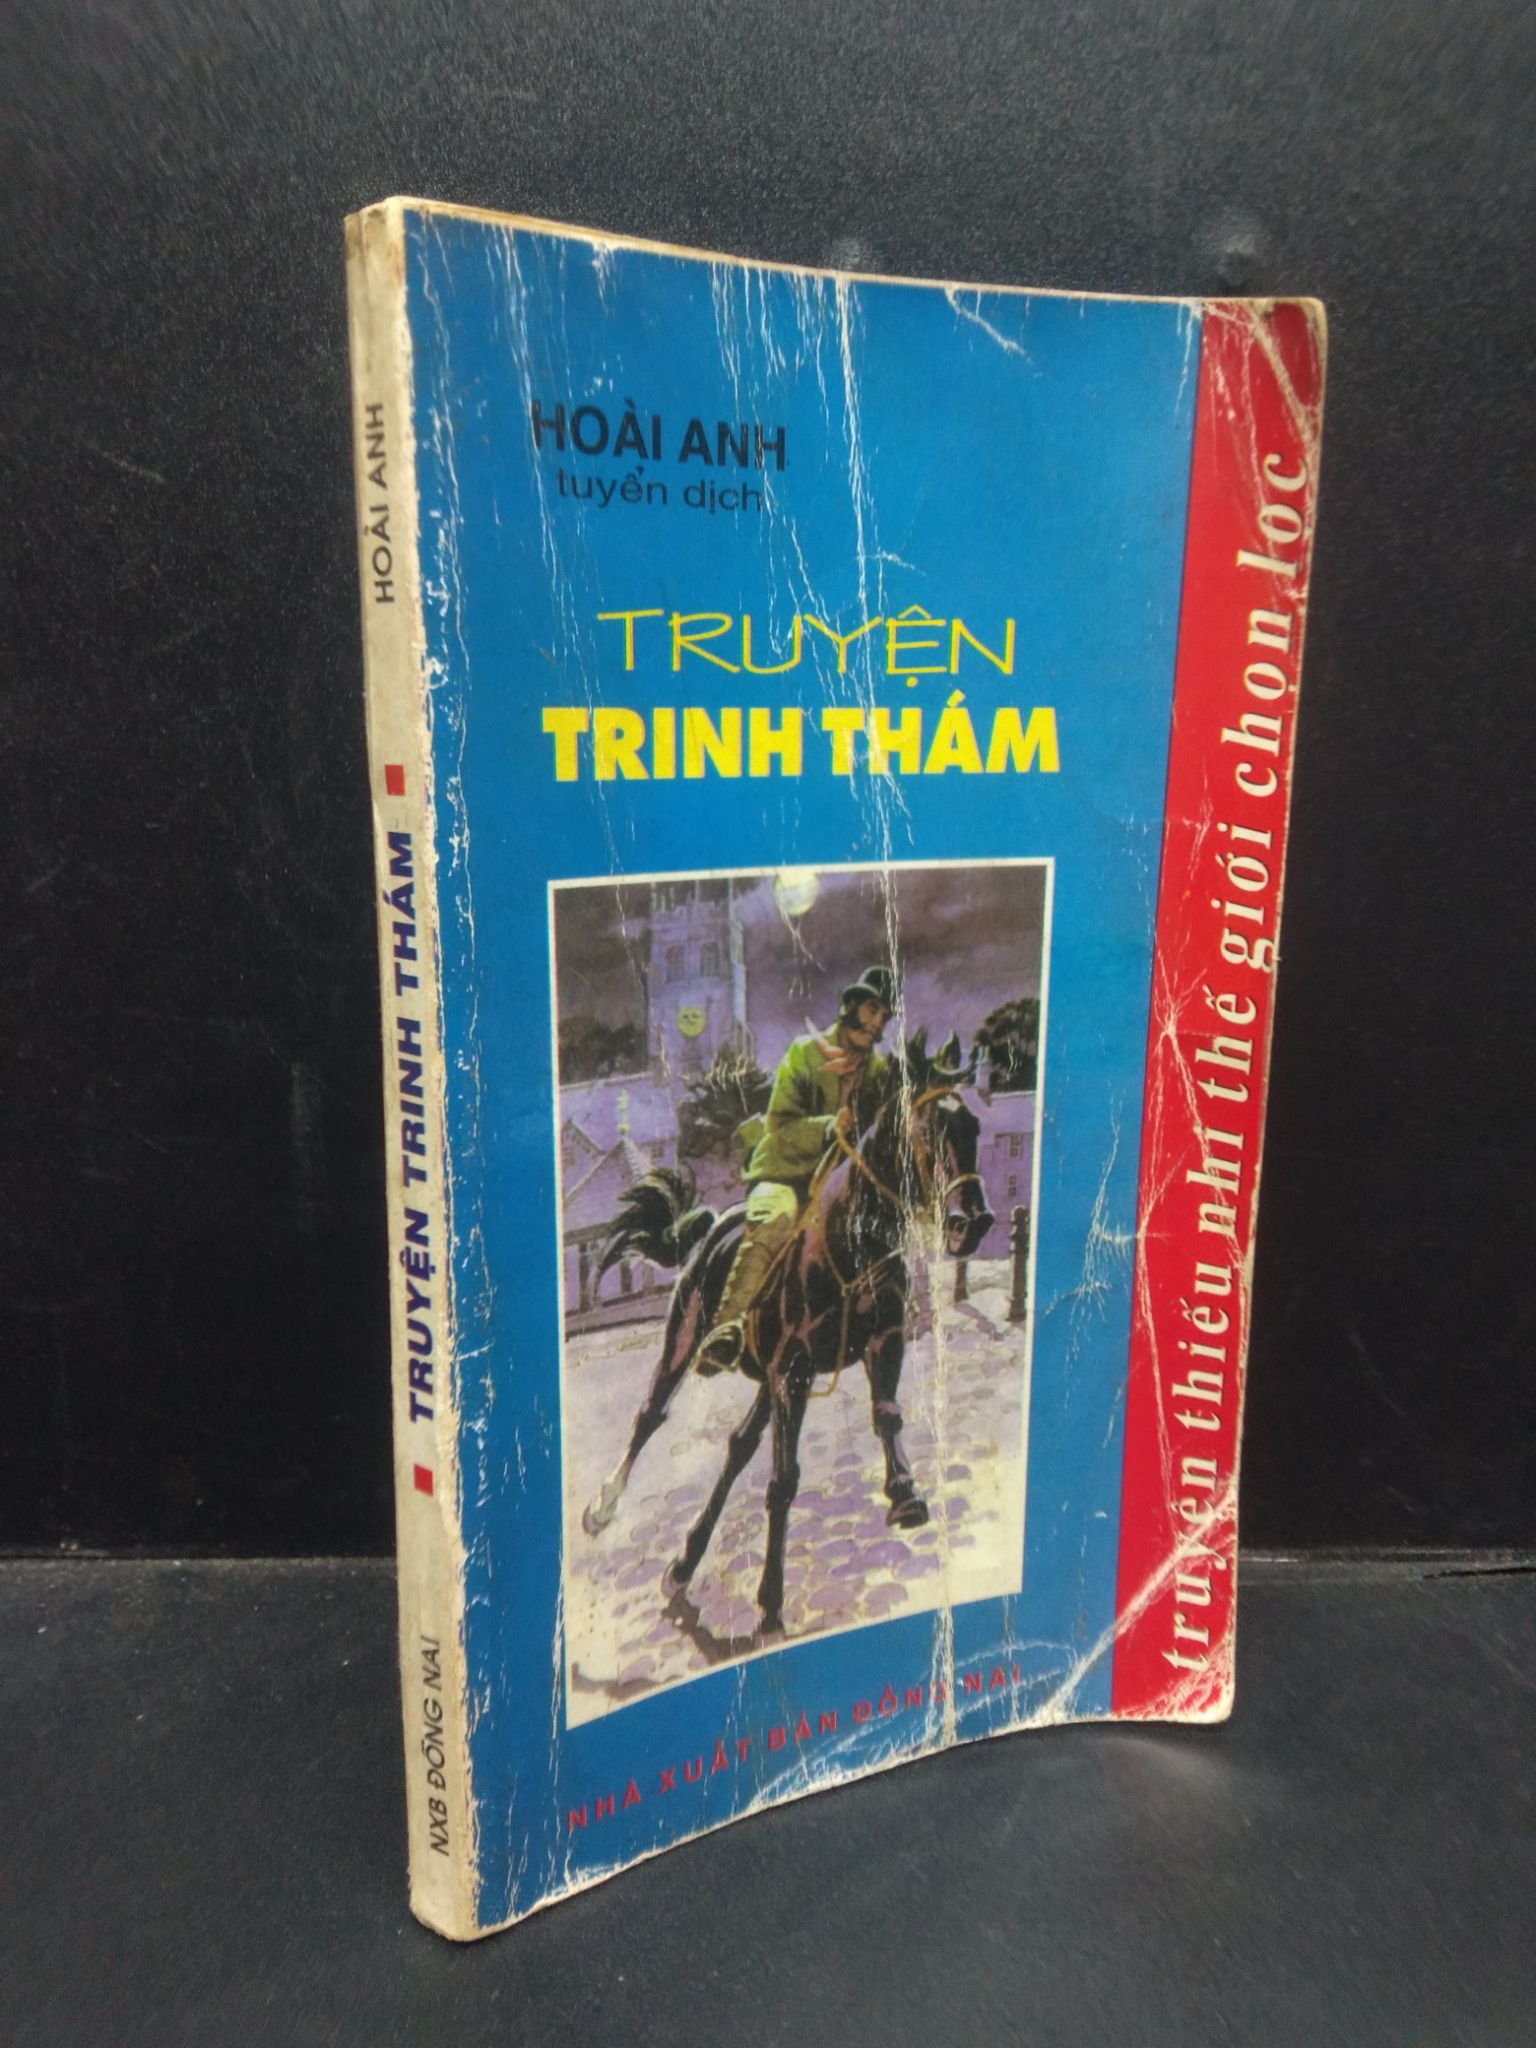 HOÀI ANH
tuyển dịch
TRUYỆN
TRINH THÁM
NHÀ XUẤT BẢN ĐỒNG NAI
truyện thiếu nhi thế giới chọn lọc
HOÀI ANH
TRUYỆN TRINH THÁM
NXB ĐỒNG NAI